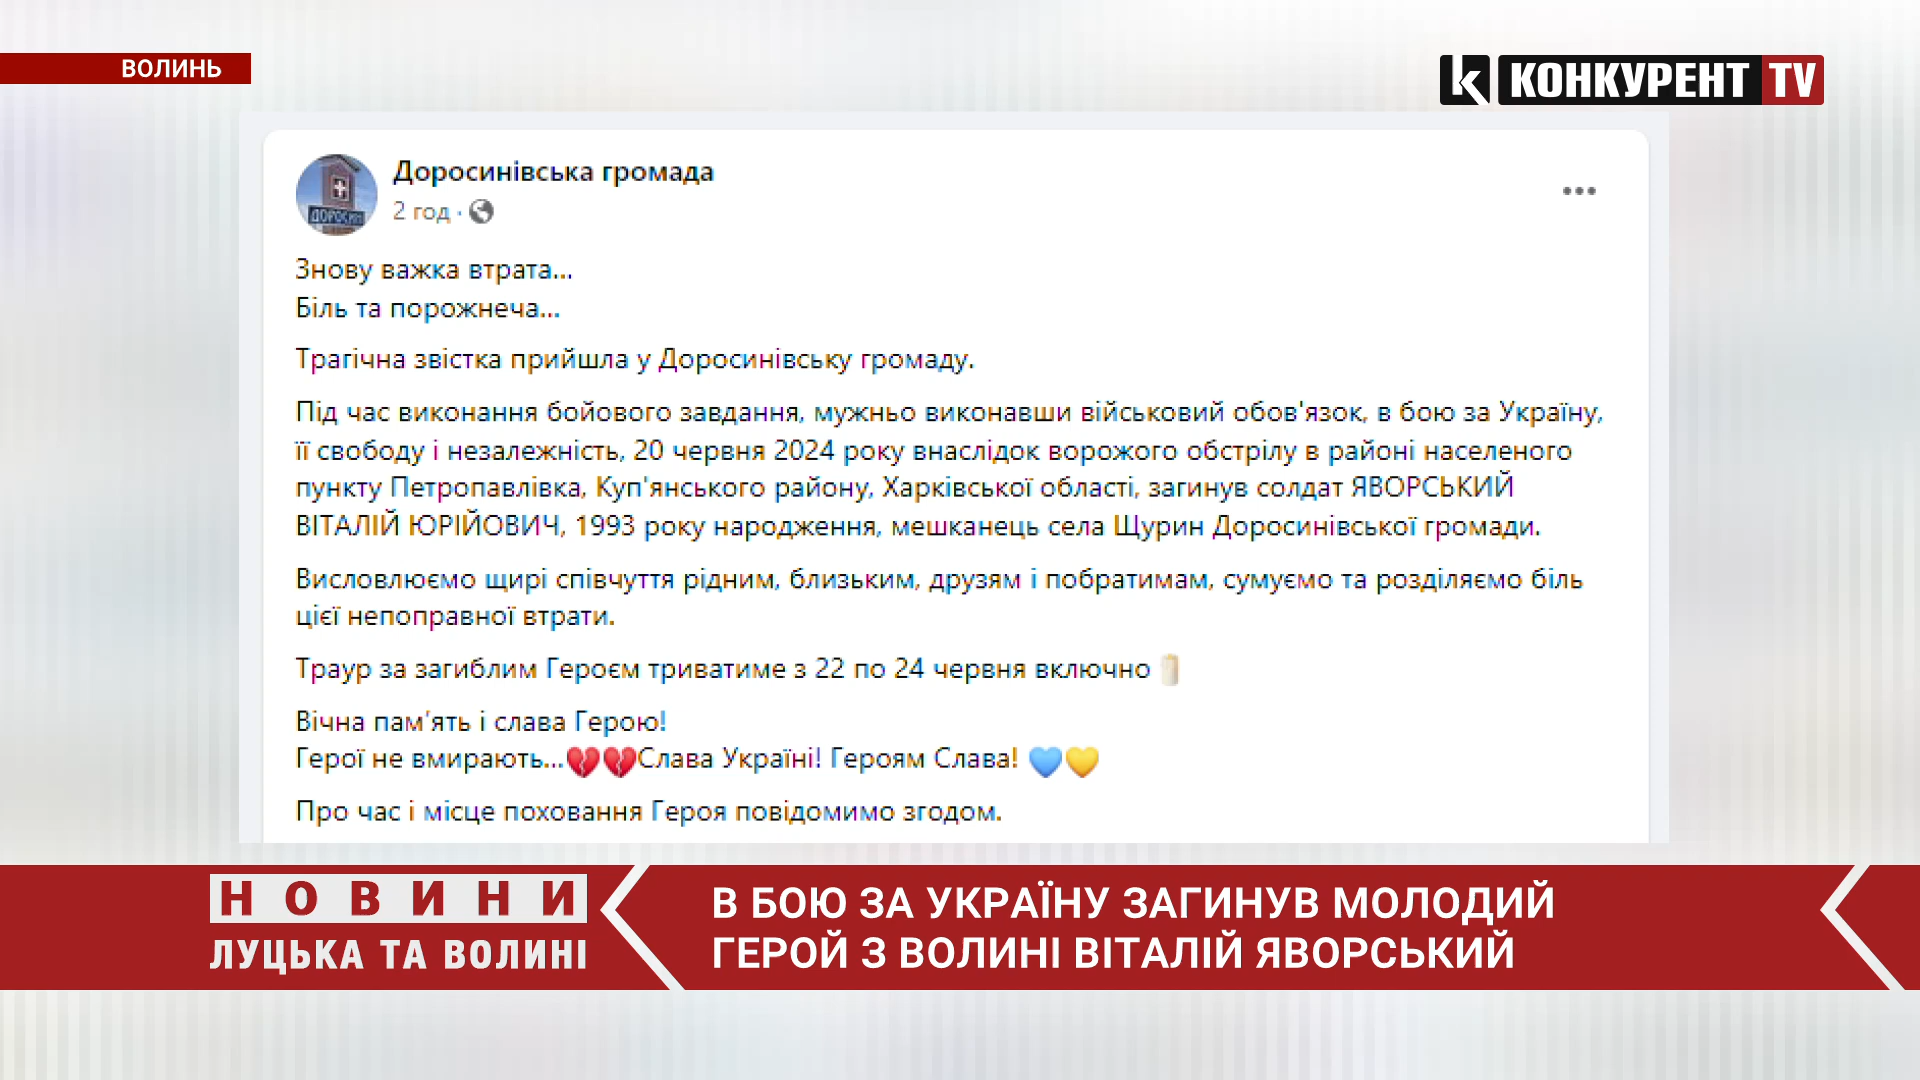 ВОЛИНЬ
КОНКУРЕНТ TV
Доросинівська громада
ДОРОСИНІ
2 год ·
Знову важка втрата...
Біль та порожнеча...
Трагічна звістка прийшла у Доросинівську громаду.
Під час виконання бойового завдання, мужньо виконавши військовий обов'язок, в бою за Україну,
її свободу і незалежність, 20 червня 2024 року внаслідок ворожого обстрілу в районі населеного
пункту Петропавлівка, Куп'янського району, Харківської області, загинув солдат ЯВОРСЬКИЙ
ВІТАЛІЙ ЮРІЙОВИЧ, 1993 року народження, мешканець села Щурин Доросинівської громади.
Висловлюємо щирі співчуття рідним, близьким, друзям і побратимам, сумуємо та розділяємо біль
цієї непоправної втрати.
Траур за загиблим Героєм триватиме з 22 по 24 червня включно🕯
Вічна пам'ять і слава Герою!
Герої не вмирають...💔💔Слава Україні! Героям Слава! 💙💛
Про час і місце поховання Героя повідомимо згодом.
НОВИНИ
ЛУЦЬКА ТА ВОЛИНІ
В БОЮ ЗА УКРАЇНУ ЗАГИНУВ МОЛОДИЙ
ГЕРОЙ З ВОЛИНІ ВІТАЛІЙ ЯВОРСЬКИЙ